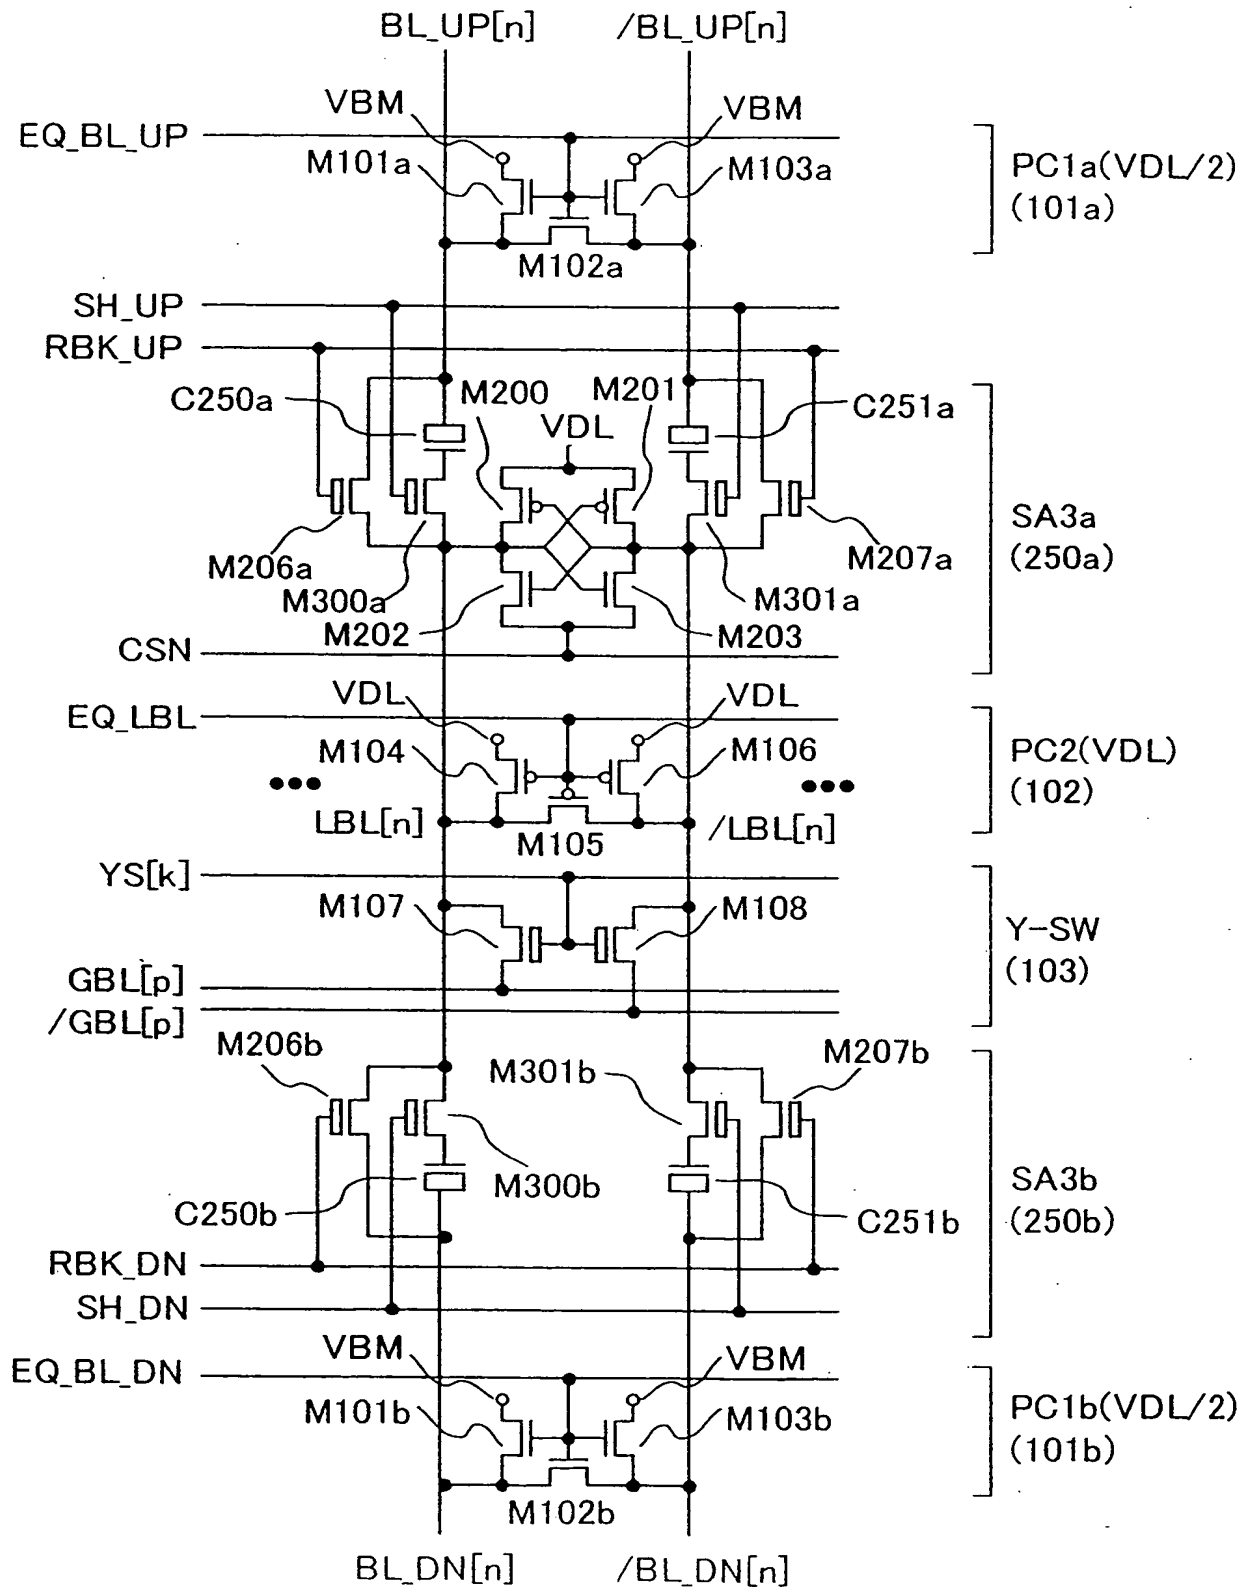 BL_UP[n] /BL_UP[n]
VBM VBM
EQ_BL_UP
M101a M103a
PC1a(VDL/2)
(101a)
M102a
SH_UP
RBK_UP
C250a M200 M201 C251a
VDL
SA3a
(250a)
M206a M207a
M300a M301a
M202 M203
CSN
VDL VDL
EQ_LBL
M104 M106
PC2(VDL)
(102)
LBL[n] M105 /LBL[n]
YS[k]
M107 M108
Y-SW
(103)
GBL[p]
/GBL[p]
M206b M301b M207b
M300b
SA3b
(250b)
C250b C251b
RBK_DN
SH_DN
VBM VBM
EQ_BL_DN
M101b M103b
PC1b(VDL/2)
(101b)
M102b
BL_DN[n] /BL_DN[n]